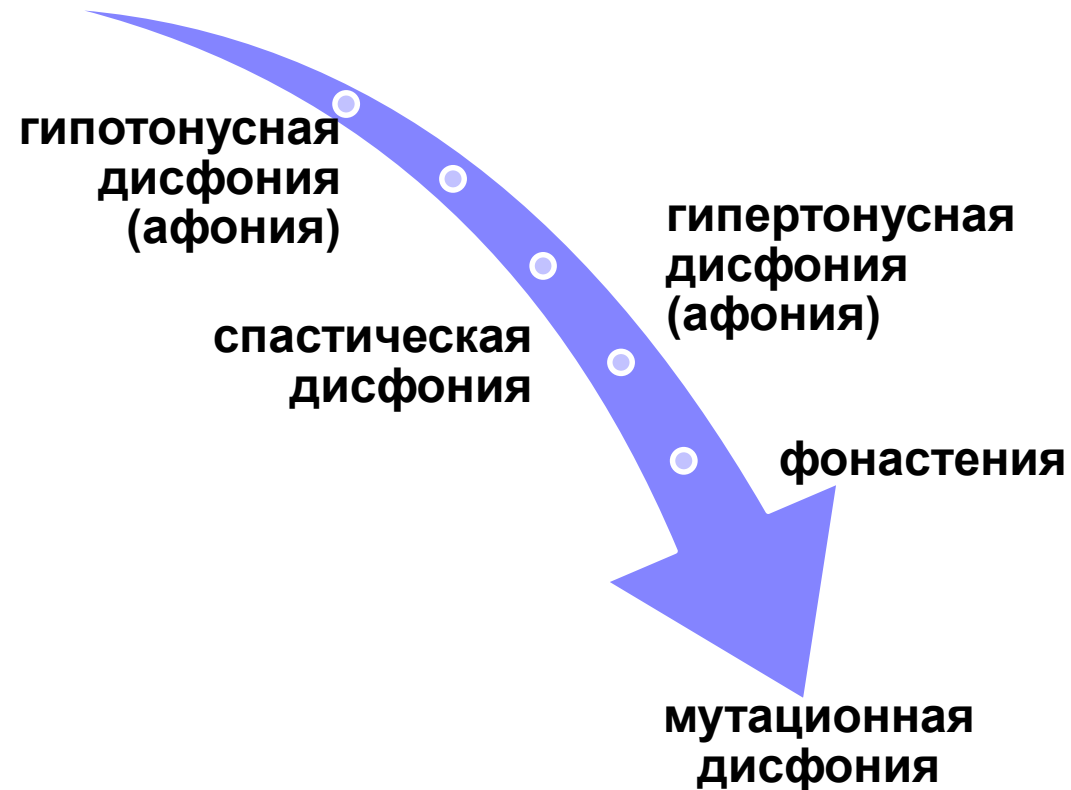 гипотонусная
дисфония
(афония)
гипертонусная
дисфония
(афония)
спастическая
дисфония
фонастения
мутационная
дисфония